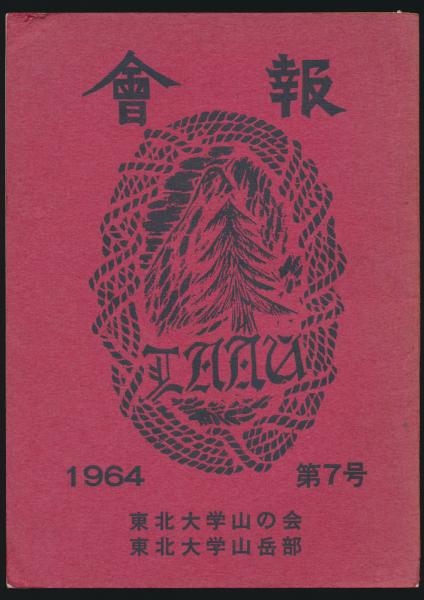 會報
TAAU
1964 第7号
東北大学山の会
東北大学山岳部